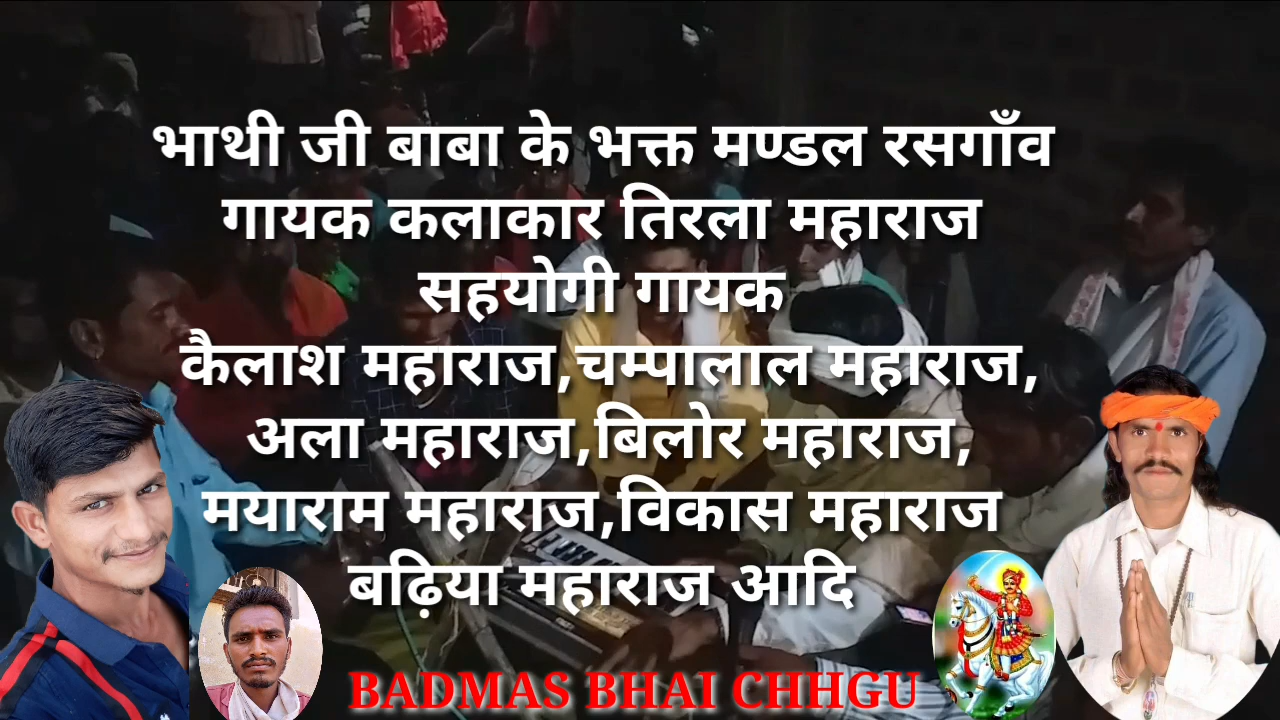 भाथी जी बाबा के भक्त मण्डल रसगाँव
गायक कलाकार तिरला महाराज
सहयोगी गायक
कैलाश महाराज,चम्पालाल महाराज,
अला महाराज,बिलोर महाराज,
मयाराम महाराज,विकास महाराज
बढ़िया महाराज आदि
BADMAS BHAI CHHGU